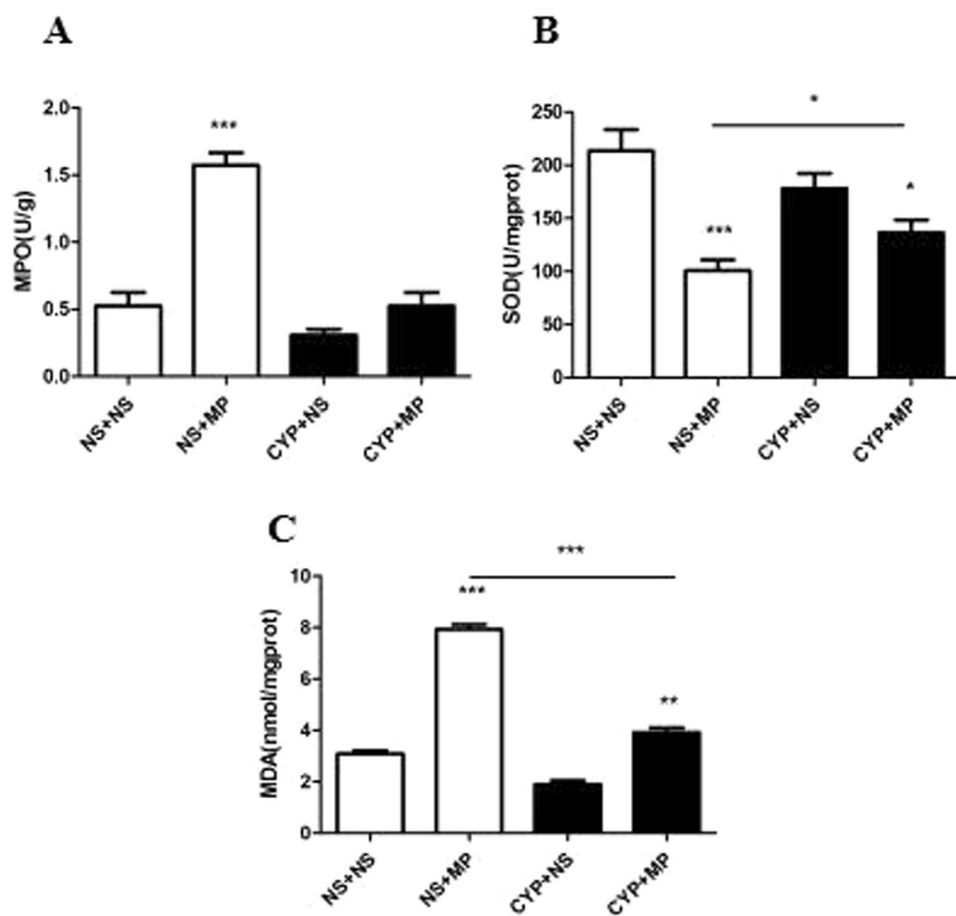 A
MPO(U/g)
2.0
1.5
1.0
0.5
0.0
***
NS+NS
NS+MP
CYP+NS
CYP+MP
B
SOD(U/mgprot)
250
200
150
100
50
0
*
***
*
NS+NS
NS+MP
CYP+NS
CYP+MP
C
MDA(nmol/mgprot)
10
8
6
4
2
0
***
***
**
NS+NS
NS+MP
CYP+NS
CYP+MP